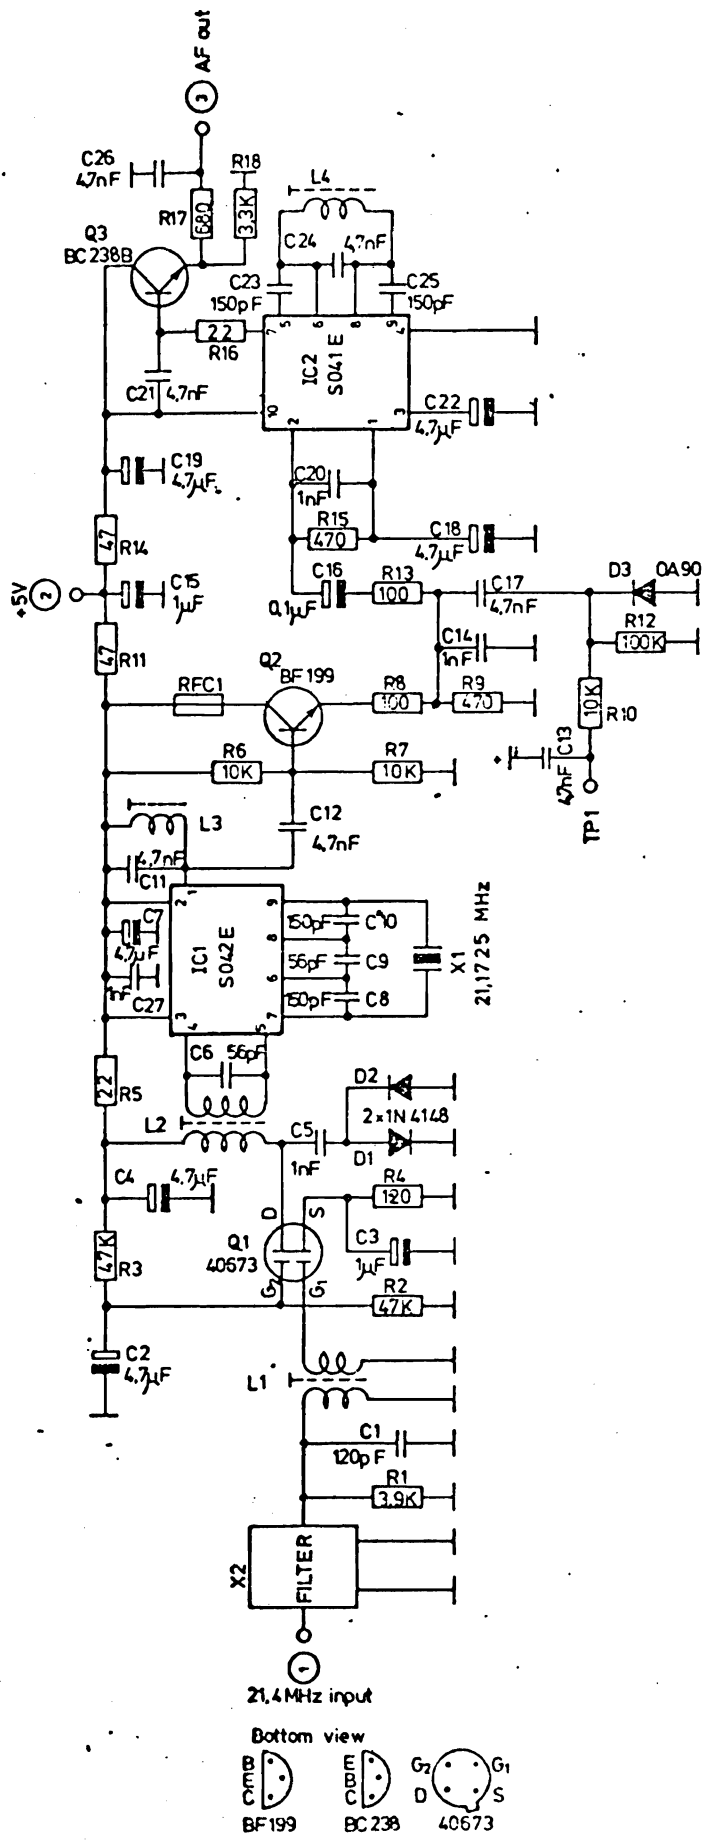 3 AF out
C26
4,7nF
R18
R17
68Ω
3,3K
L4
Q3
BC 238B
C24
4,7nF
C23
150pF
C25
150pF
22
R16
7
5
6
8
9
4
IC2
S041 E
C21
4,7nF
10
2
1
3
C22
4,7µF
C19
4,7µF
C20
1nF
47
R14
R15
470
C18
4,7µF
+5V
2
C15
1µF
C16
0,1µF
R13
100
C17
4,7nF
D3
OA90
R12
100K
47
R11
C14
1nF
Q2
BF 199
RFC1
R8
100
R9
470
10K
R10
R6
10K
R7
10K
+
C13
4,7nF
TP1
L3
C12
4,7nF
4,7nF
C11
1
2
C7
4,7µF
IC1
S042 E
9
8
6
7
150pF
C10
56pF
C9
150pF
C8
X1
21,1725 MHz
1nF
C27
3
4
5
C6
56pF
22
R5
L2
C5
1nF
D2
2×1N 4148
D1
C4
4,7µF
R4
120
D
S
Q1
40673
G2
G1
C3
1µF
47K
R3
R2
47K
C2
4,7µF
L1
C1
120pF
R1
3,9K
X2
FILTER
1
21,4 MHz input
Bottom view
B
E
C
BF199
E
B
C
BC 238
G2
G1
D
S
40673